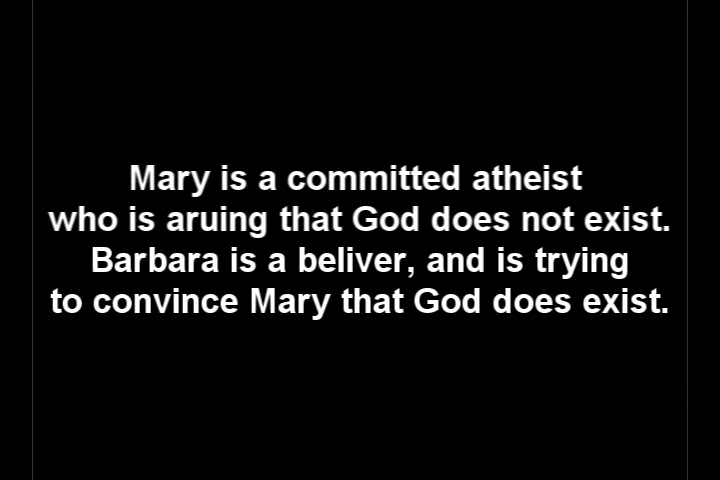 Mary is a committed atheist
who is aruing that God does not exist.
Barbara is a beliver, and is trying
to convince Mary that God does exist.